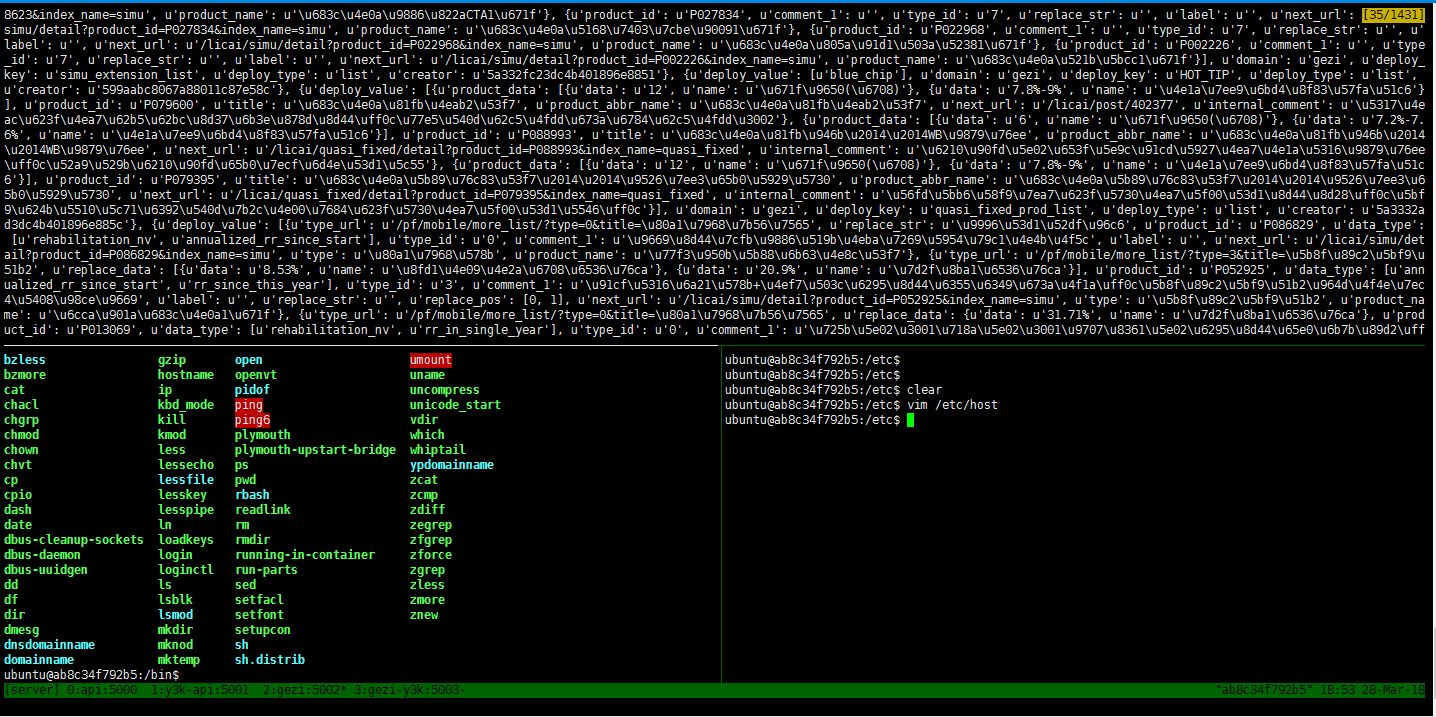 8623&index_name=simu', u'product_name': u'\u683c\u4e0a\u9886\u822aCTA1\u671f'}, {u'product_id': u'P027834', u'comment_1': u'', u'type_id': u'7', u'replace_str': u'', u'label': u'', u'next_url': [35/1431]
simu/detail?product_id=P027834&index_name=simu', u'product_name': u'\u683c\u4e0a\u5168\u7403\u7cbe\u90091\u671f'}, {u'product_id': u'P022968', u'comment_1': u'', u'type_id': u'7', u'replace_str': u'', u'
label': u'', u'next_url': u'/licai/simu/detail?product_id=P022968&index_name=simu', u'product_name': u'\u683c\u4e0a\u805a\u91d1\u503a\u52381\u671f'}, {u'product_id': u'P002226', u'comment_1': u'', u'type
_id': u'7', u'replace_str': u'', u'label': u'', u'next_url': u'/licai/simu/detail?product_id=P002226&index_name=simu', u'product_name': u'\u683c\u4e0a\u521b\u5bcc1\u671f'}], u'domain': u'gezi', u'deploy_
key': u'simu_extension_list', u'deploy_type': u'list', u'creator': u'5a332fc23dc4b401896e8851'}, {u'deploy_value': [u'blue_chip'], u'domain': u'gezi', u'deploy_key': u'HOT_TIP', u'deploy_type': u'list',
u'creator': u'599aabc8067a88011c87e58c'}, {u'deploy_value': [{u'product_data': [{u'data': u'12', u'name': u'\u671f\u9650(\u6708)'}, {u'data': u'7.8%-9%', u'name': u'\u4e1a\u7ee9\u6bd4\u8f83\u57fa\u51c6'}
], u'product_id': u'P079600', u'title': u'\u683c\u4e0a\u81fb\u4eab2\u53f7', u'product_abbr_name': u'\u683c\u4e0a\u81fb\u4eab2\u53f7', u'next_url': u'/licai/post/402377', u'internal_comment': u'\u5317\u4e
ac\u623f\u4ea7\u62b5\u62bc\u8d37\u6b3e\u878d\u8d44\uff0c\u77e5\u540d\u62c5\u4fdd\u673a\u6784\u62c5\u4fdd\u3002'}, {u'product_data': [{u'data': u'6', u'name': u'\u671f\u9650(\u6708)'}, {u'data': u'7.2%-7.
6%', u'name': u'\u4e1a\u7ee9\u6bd4\u8f83\u57fa\u51c6'}], u'product_id': u'P088993', u'title': u'\u683c\u4e0a\u81fb\u946b\u2014\u2014WB\u9879\u76ee', u'product_abbr_name': u'\u683c\u4e0a\u81fb\u946b\u2014
\u2014WB\u9879\u76ee', u'next_url': u'/licai/quasi_fixed/detail?product_id=P088993&index_name=quasi_fixed', u'internal_comment': u'\u6210\u90fd\u5e02\u653f\u5e9c\u91cd\u5927\u4ea7\u4e1a\u5316\u9879\u76ee
\uff0c\u52a9\u529b\u6210\u90fd\u65b0\u7ecf\u6d4e\u53d1\u5c55'}, {u'product_data': [{u'data': u'12', u'name': u'\u671f\u9650(\u6708)'}, {u'data': u'7.8%-9%', u'name': u'\u4e1a\u7ee9\u6bd4\u8f83\u57fa\u51c
6'}], u'product_id': u'P079395', u'title': u'\u683c\u4e0a\u5b89\u76c83\u53f7\u2014\u2014\u9526\u7ee3\u65b0\u5929\u5730', u'product_abbr_name': u'\u683c\u4e0a\u5b89\u76c83\u53f7\u2014\u2014\u9526\u7ee3\u6
5b0\u5929\u5730', u'next_url': u'/licai/quasi_fixed/detail?product_id=P079395&index_name=quasi_fixed', u'internal_comment': u'\u56fd\u5bb6\u58f9\u7ea7\u623f\u5730\u4ea7\u5f00\u53d1\u8d44\u8d28\uff0c\u5bf
9\u624b\u5510\u5c71\u6392\u540d\u7b2c\u4e00\u7684\u623f\u5730\u4ea7\u5f00\u53d1\u5546\uff0c'}], u'domain': u'gezi', u'deploy_key': u'quasi_fixed_prod_list', u'deploy_type': u'list', u'creator': u'5a3332a
d3dc4b401896e885c'}, {u'deploy_value': [{u'type_url': u'/pf/mobile/more_list/?type=0&title=\u80a1\u7968\u7b56\u7565', u'replace_str': u'\u9996\u53d1\u52df\u96c6', u'data_type':
[u'rehabilitation_nv', u'annualized_rr_since_start'], u'type_id': u'0', u'comment_1': u'\u9669\u8d44\u7cfb\u9886\u519b\u4eba\u7269\u5954\u79c1\u4e4b\u4f5c', u'label': u'', u'next_url': u'/licai/simu/det
ail?product_id=P086829&index_name=simu', u'type': u'\u80a1\u7968\u578b', u'product_name': u'\u77f3\u950b\u5b88\u6b63\u4e8c\u53f7'}, {u'type_url': u'/pf/mobile/more_list/?type=3&title=\u5b8f\u89c2\u5bf9\u
51b2', u'replace_data': [{u'data': u'8.53%', u'name': u'\u8fd1\u4e09\u4e2a\u6708\u6536\u76ca'}, {u'data': u'20.9%', u'name': u'\u7d2f\u8ba1\u6536\u76ca'}], u'product_id': u'P052925', u'data_type': [u'ann
ualized_rr_since_start', u'rr_since_this_year'], u'type_id': u'3', u'comment_1': u'\u91cf\u5316\u6a21\u578b+\u4ef7\u503c\u6295\u8d44\u6355\u6349\u673a\u4f1a\uff0c\u5b8f\u89c2\u5bf9\u51b2\u964d\u4f4e\u7ec
4\u5408\u98ce\u9669', u'label': u'', u'replace_str': u'', u'replace_pos': [0, 1], u'next_url': u'/licai/simu/detail?product_id=P052925&index_name=simu', u'type': u'\u5b8f\u89c2\u5bf9\u51b2', u'product_na
me': u'\u6cca\u901a\u683c\u4e0a1\u671f'}, {u'type_url': u'/pf/mobile/more_list/?type=0&title=\u80a1\u7968\u7b56\u7565', u'replace_data': {u'data': u'31.71%', u'name': u'\u7d2f\u8ba1\u6536\u76ca'}, u'prod
uct_id': u'P013069', u'data_type': [u'rehabilitation_nv', u'rr_in_single_year'], u'type_id': u'0', u'comment_1': u'\u725b\u5e02\u3001\u718a\u5e02\u3001\u9707\u8361\u5e02\u6295\u8d44\u65e0\u6b7b\u89d2\uff
bzless gzip open umount
bzmore hostname openvt uname
cat ip pidof uncompress
chacl kbd_mode ping unicode_start
chgrp kill ping6 vdir
chmod kmod plymouth which
chown less plymouth-upstart-bridge whiptail
chvt lessecho ps ypdomainname
cp lessfile pwd zcat
cpio lesskey rbash zcmp
dash lesspipe readlink zdiff
date ln rm zegrep
dbus-cleanup-sockets loadkeys rmdir zfgrep
dbus-daemon login running-in-container zforce
dbus-uuidgen loginctl run-parts zgrep
dd ls sed zless
df lsblk setfacl zmore
dir lsmod setfont znew
dmesg mkdir setupcon
dnsdomainname mknod sh
domainname mktemp sh.distrib
ubuntu@ab8c34f792b5:/bin$
ubuntu@ab8c34f792b5:/etc$
ubuntu@ab8c34f792b5:/etc$
ubuntu@ab8c34f792b5:/etc$ clear
ubuntu@ab8c34f792b5:/etc$ vim /etc/host
ubuntu@ab8c34f792b5:/etc$
[server] 0:api:5000 1:y3k-api:5001 2:gezi:5002* 3:gezi-y3k:5003- "ab8c34f792b5" 18:53 28-Mar-18